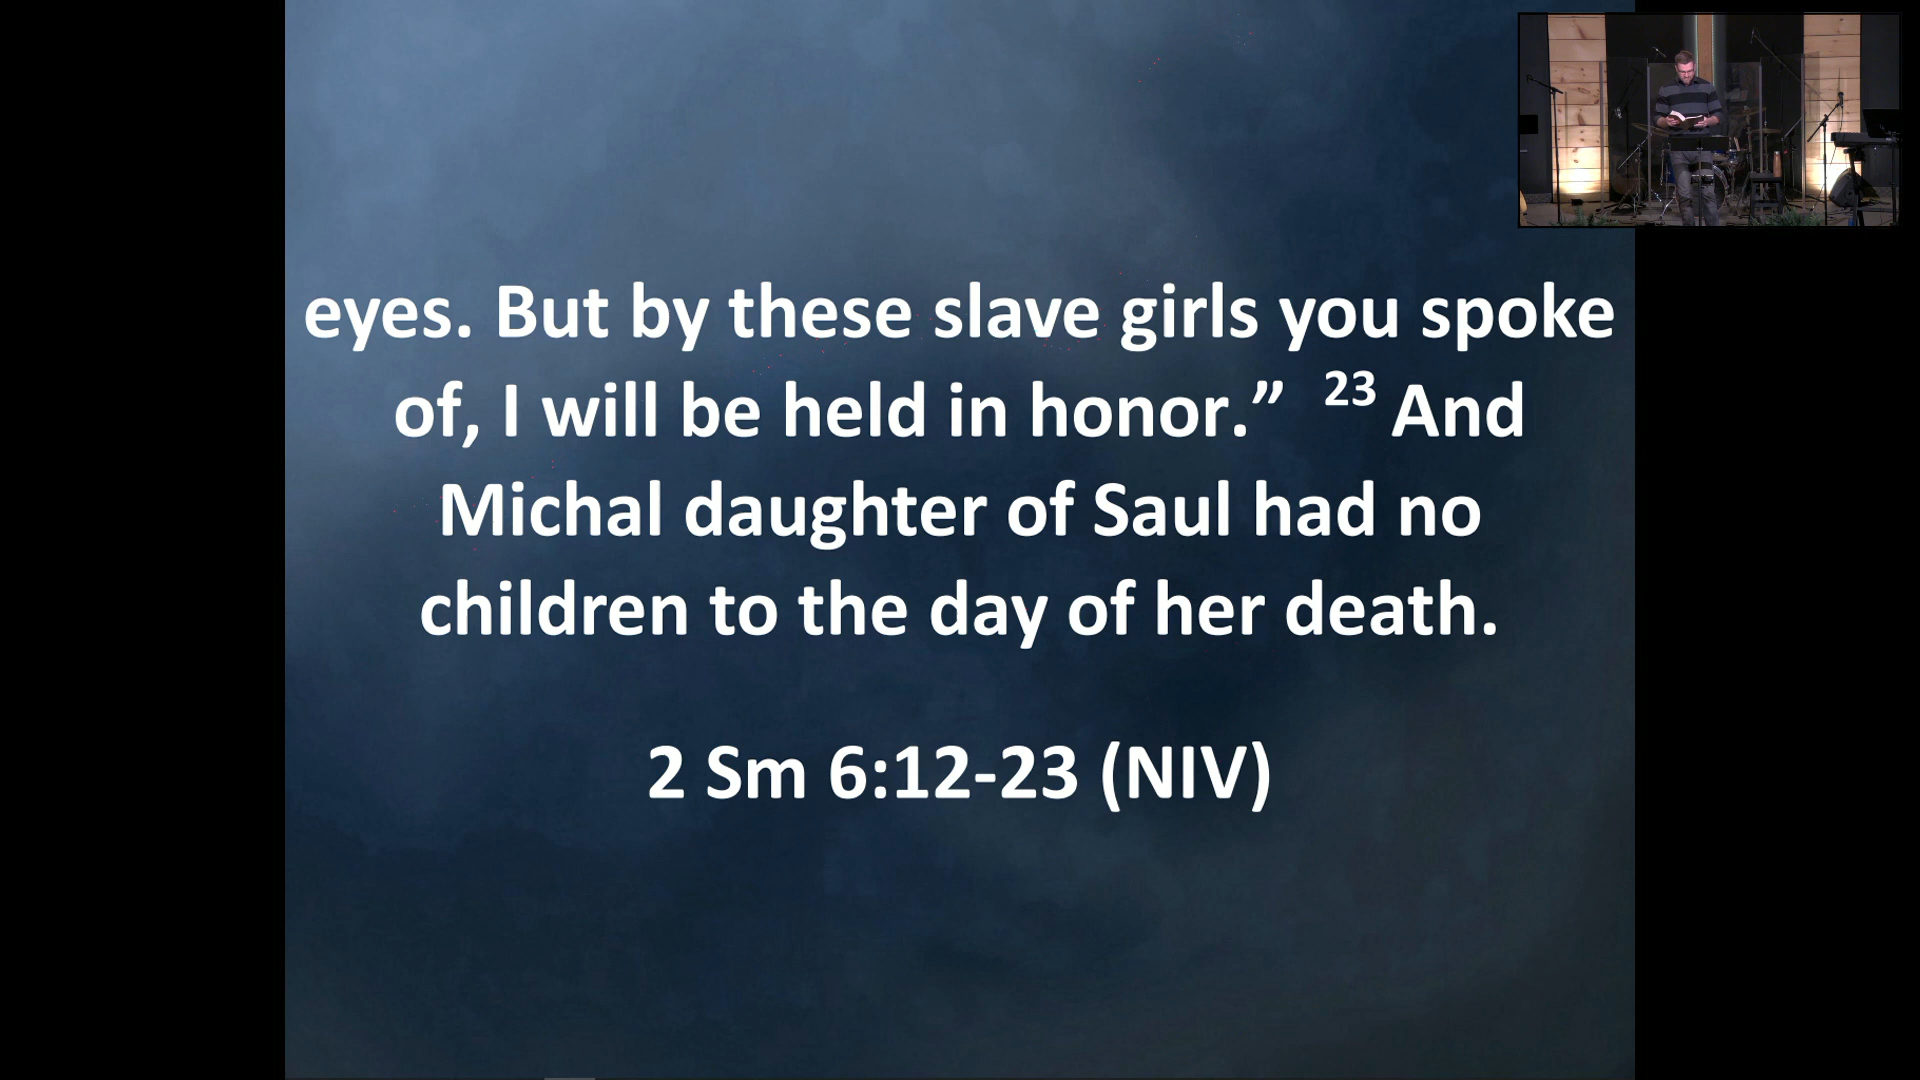 eyes. But by these slave girls you spoke
of, I will be held in honor.” 23 And
Michal daughter of Saul had no
children to the day of her death.
2 Sm 6:12-23 (NIV)